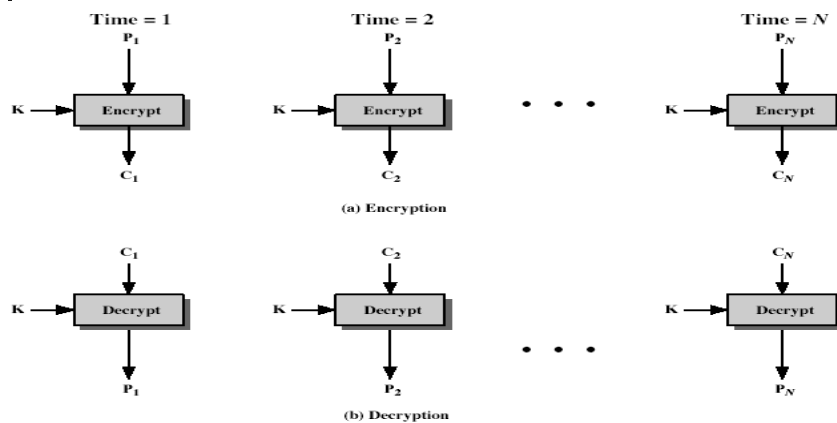 Time = 1 Time = 2 Time = N
P1 P2 PN
K Encrypt K Encrypt • • • K Encrypt
C1 C2 CN
(a) Encryption
C1 C2 CN
K Decrypt K Decrypt K Decrypt
• • •
P1 P2 PN
(b) Decryption